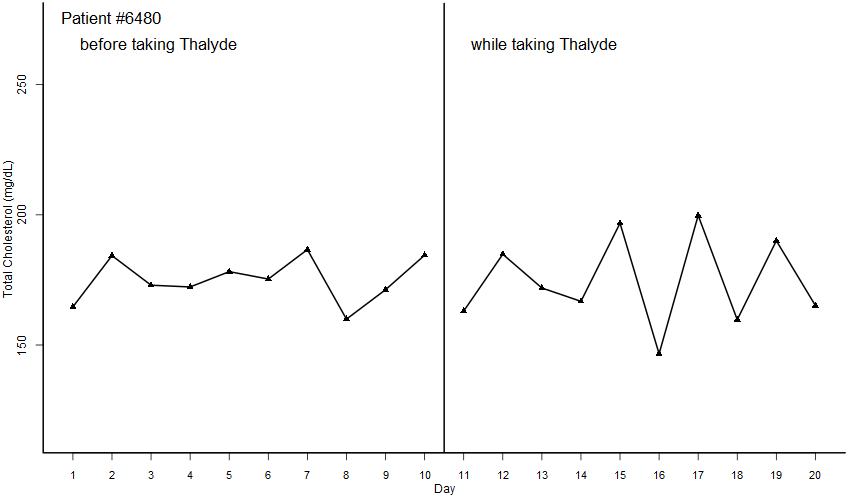 Patient #6480
before taking Thalyde
while taking Thalyde
Total Cholesterol (mg/dL)
250
200
150
1 2 3 4 5 6 7 8 9 10 11 12 13 14 15 16 17 18 19 20
Day